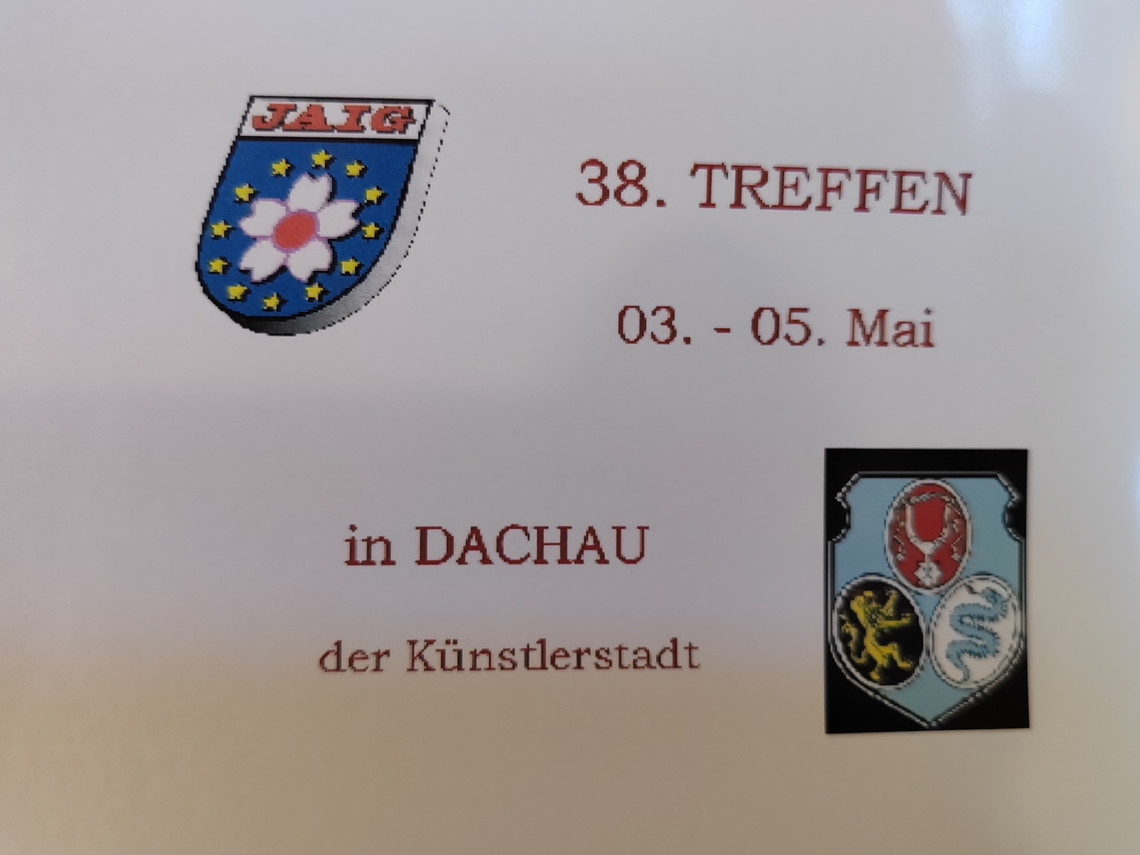 JAIG
38. TREFFEN
03. - 05. Mai
in DACHAU
der Künstlerstadt